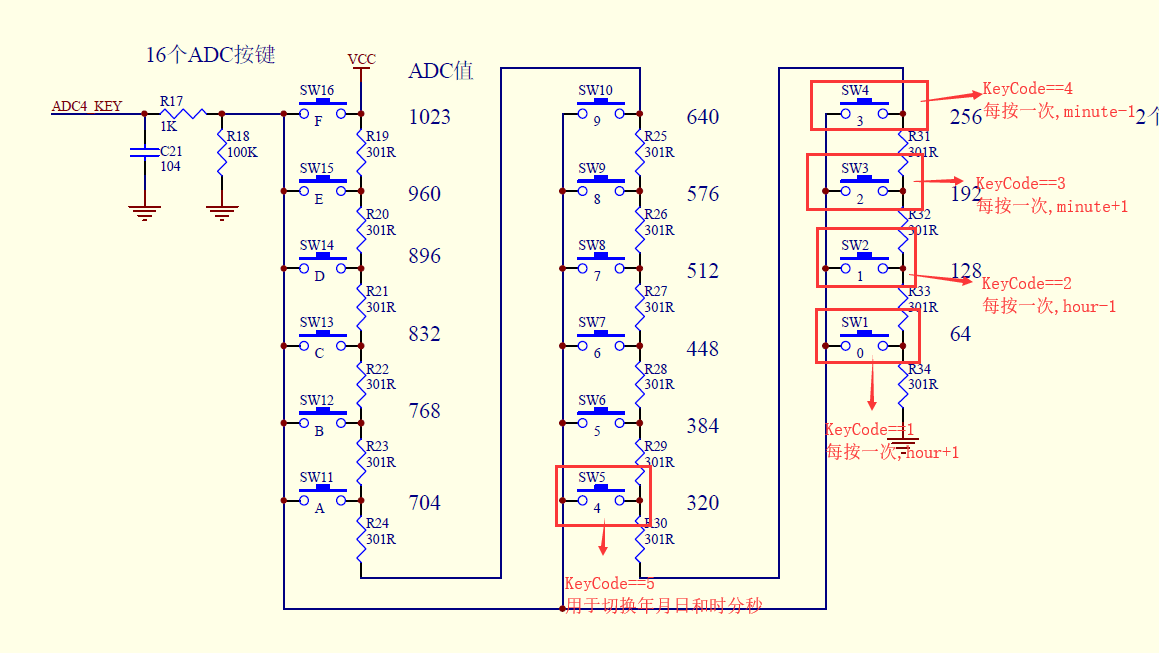 16个ADC按键
VCC
ADC值
ADC4_KEY
R17
1K
C21
104
R18
100K
SW16
F
1023
R19
301R
SW15
E
960
R20
301R
SW14
D
896
R21
301R
SW13
C
832
R22
301R
SW12
B
768
R23
301R
SW11
A
704
R24
301R
SW10
9
640
R25
301R
SW9
8
576
R26
301R
SW8
7
512
R27
301R
SW7
6
448
R28
301R
SW6
5
384
R29
301R
SW5
4
320
R30
301R
KeyCode==5
用于切换年月日和时分秒
SW4
3
256
KeyCode==4
每按一次,minute-1
2个
R31
301R
SW3
2
192
KeyCode==3
每按一次,minute+1
R32
301R
SW2
1
128
KeyCode==2
每按一次,hour-1
R33
301R
SW1
0
64
R34
301R
KeyCode==1
每按一次,hour+1